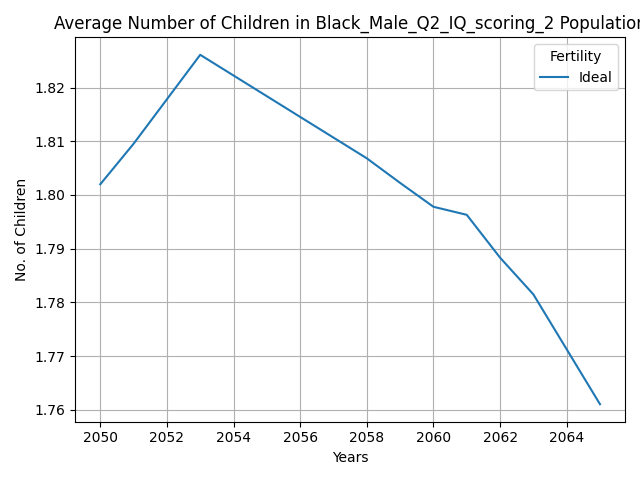 Average Number of Children in Black_Male_Q2_IQ_scoring_2 Population
Fertility
Ideal
1.82
1.81
1.80
1.79
1.78
1.77
1.76
No. of Children
2050 2052 2054 2056 2058 2060 2062 2064
Years